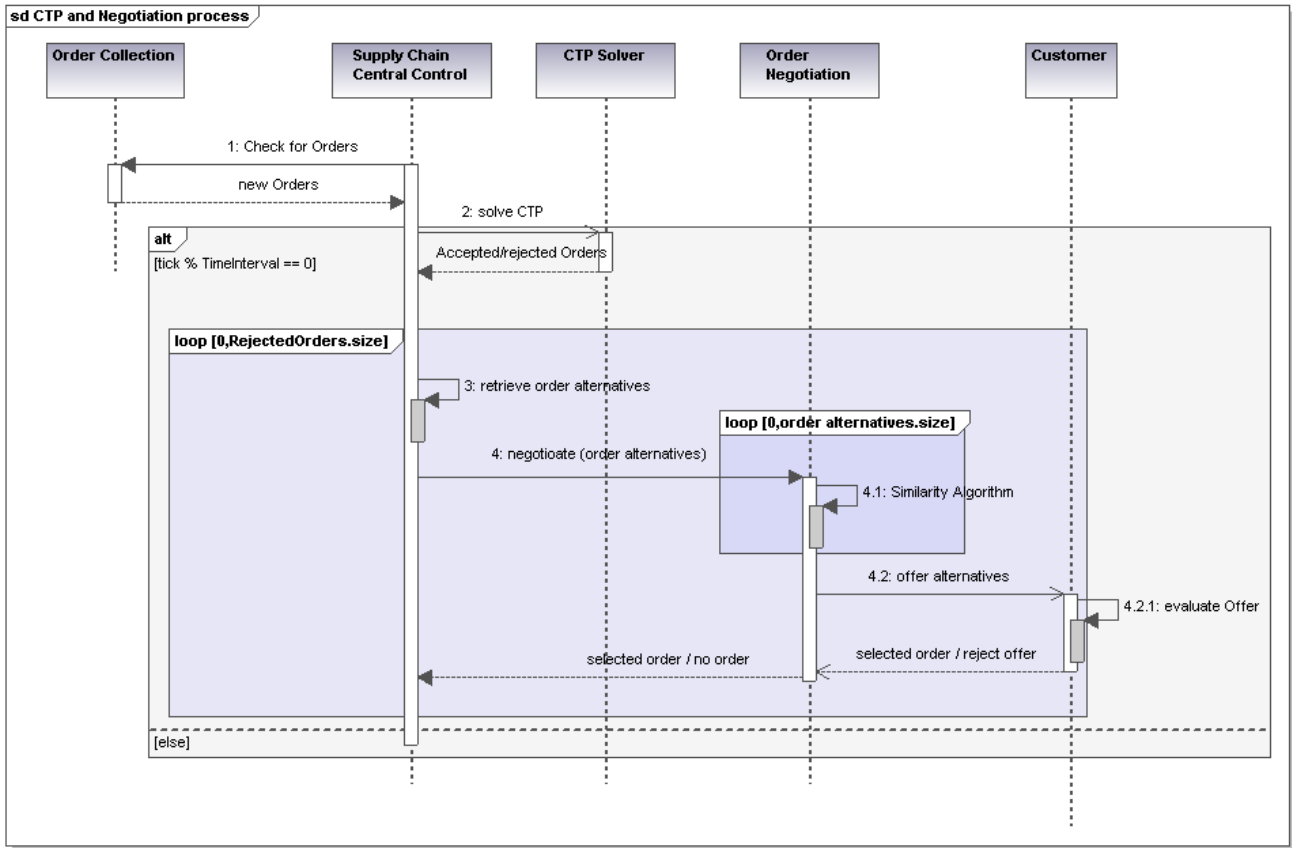 sd CTP and Negotiation process
Order Collection
Supply Chain
Central Control
CTP Solver
Order
Negotiation
Customer
1: Check for Orders
new Orders
2: solve CTP
alt
[tick % TimeInterval == 0]
Accepted/rejected Orders
loop [0,RejectedOrders.size]
3: retrieve order alternatives
loop [0,order alternatives.size]
4: negotioate (order alternatives)
4.1: Similarity Algorithm
4.2: offer alternatives
4.2.1: evaluate Offer
selected order / reject offer
selected order / no order
[else]